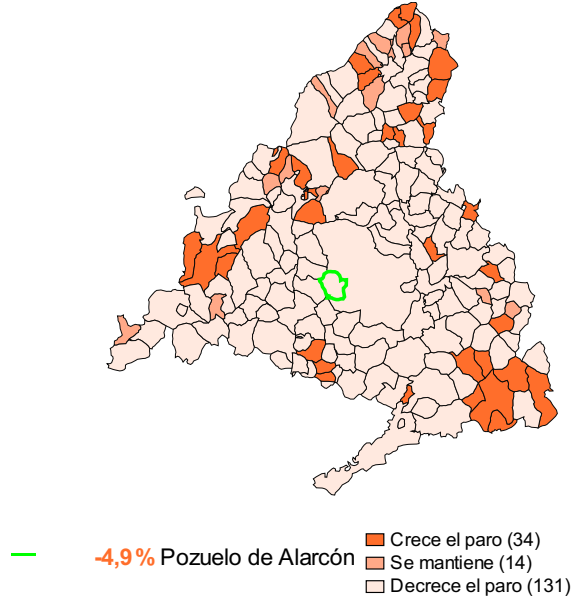 -4,9% Pozuelo de Alarcón
Crece el paro (34)
Se mantiene (14)
Decrece el paro (131)